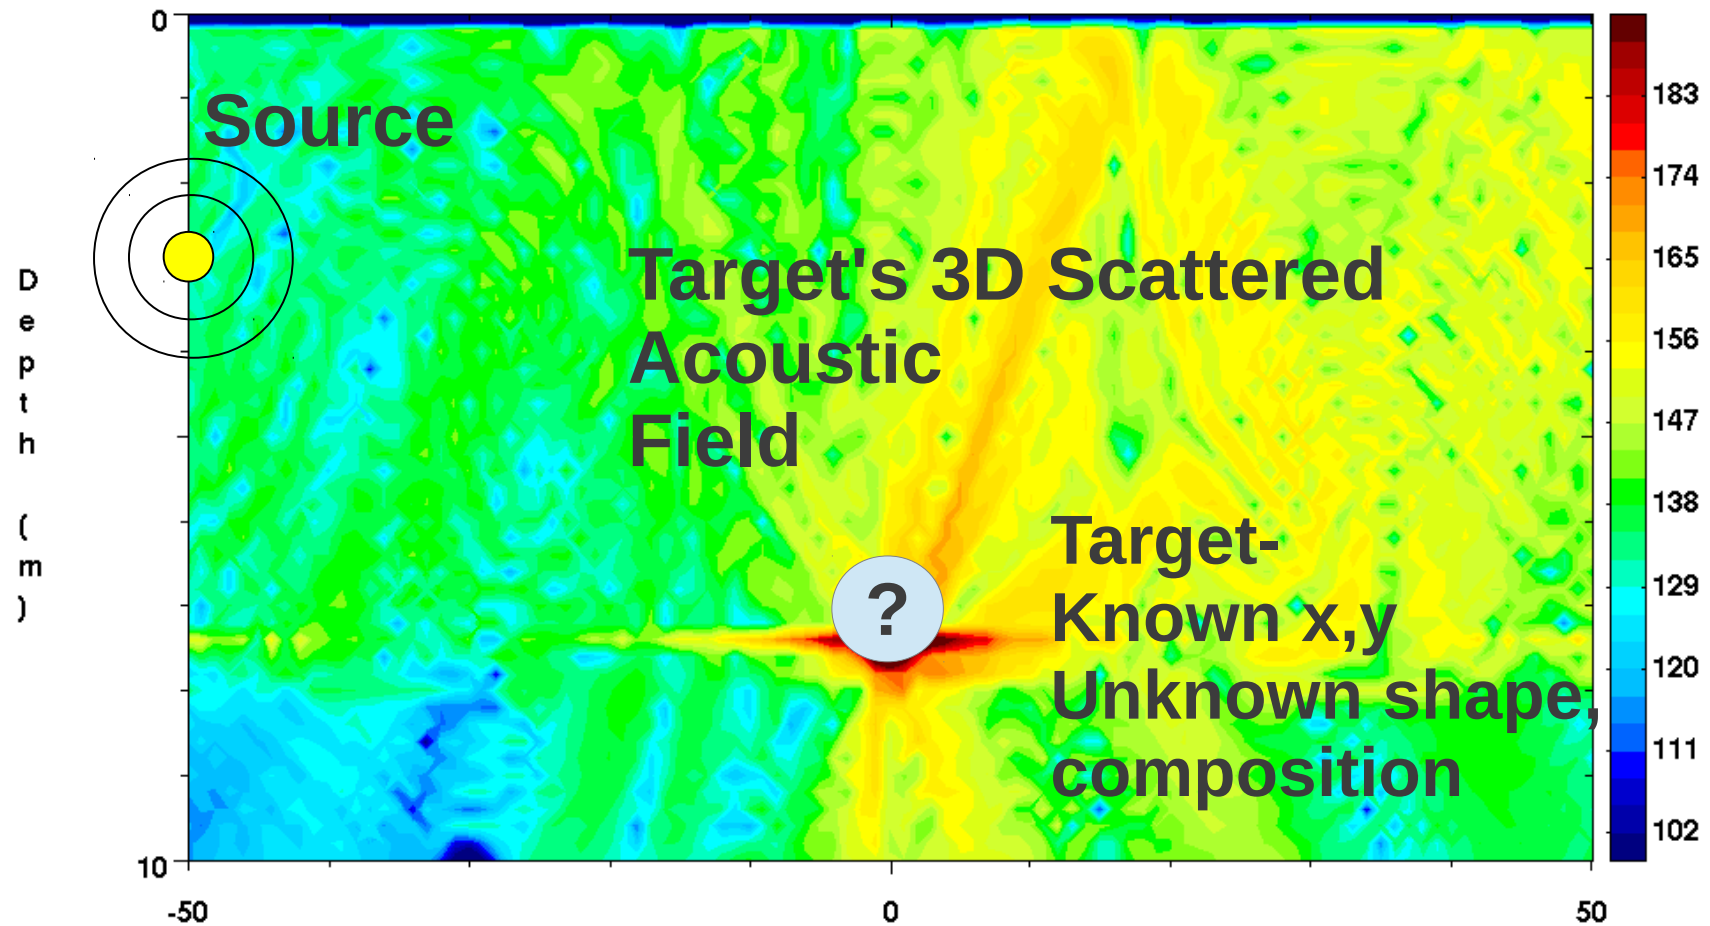 0
Source
183
174
Target's 3D Scattered
165
Depth (m)
Acoustic
156
Field
147
138
Target-
?
129
Known x,y
120
Unknown shape,
111
composition
102
10
-50
0
50